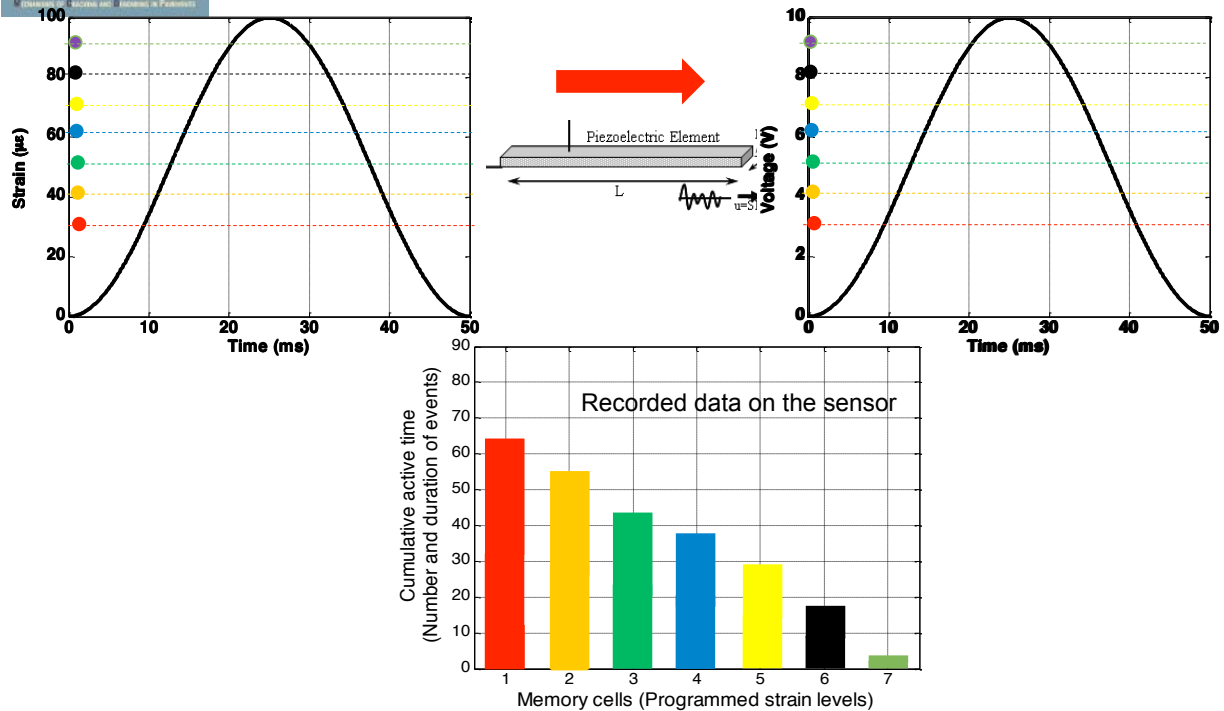 100
80
60
40
20
0
Strain (με)
0 10 20 30 40 50
Time (ms)
Piezoelectric Element
L
10
8
6
4
2
0
Voltage (V)
0 10 20 30 40 50
Time (ms)
90
80
70
60
50
40
30
20
10
0
Cumulative active time
(Number and duration of events)
Recorded data on the sensor
1 2 3 4 5 6 7
Memory cells (Programmed strain levels)